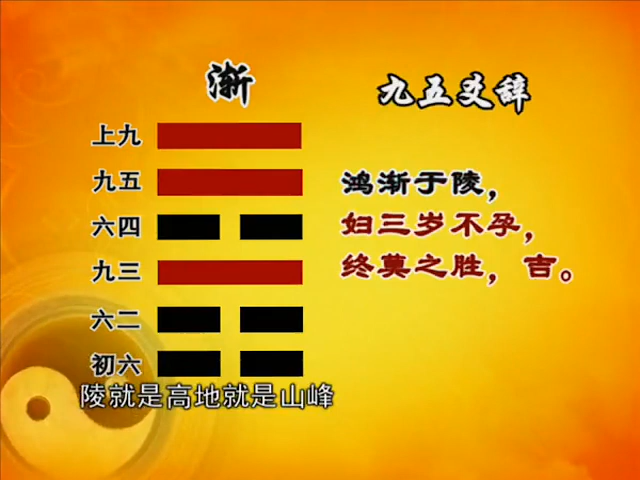 渐
九五爻辞
上九
九五
六四
九三
六二
初六
鸿渐于陵，
妇三岁不孕，
终莫之胜，吉。
陵就是高地就是山峰